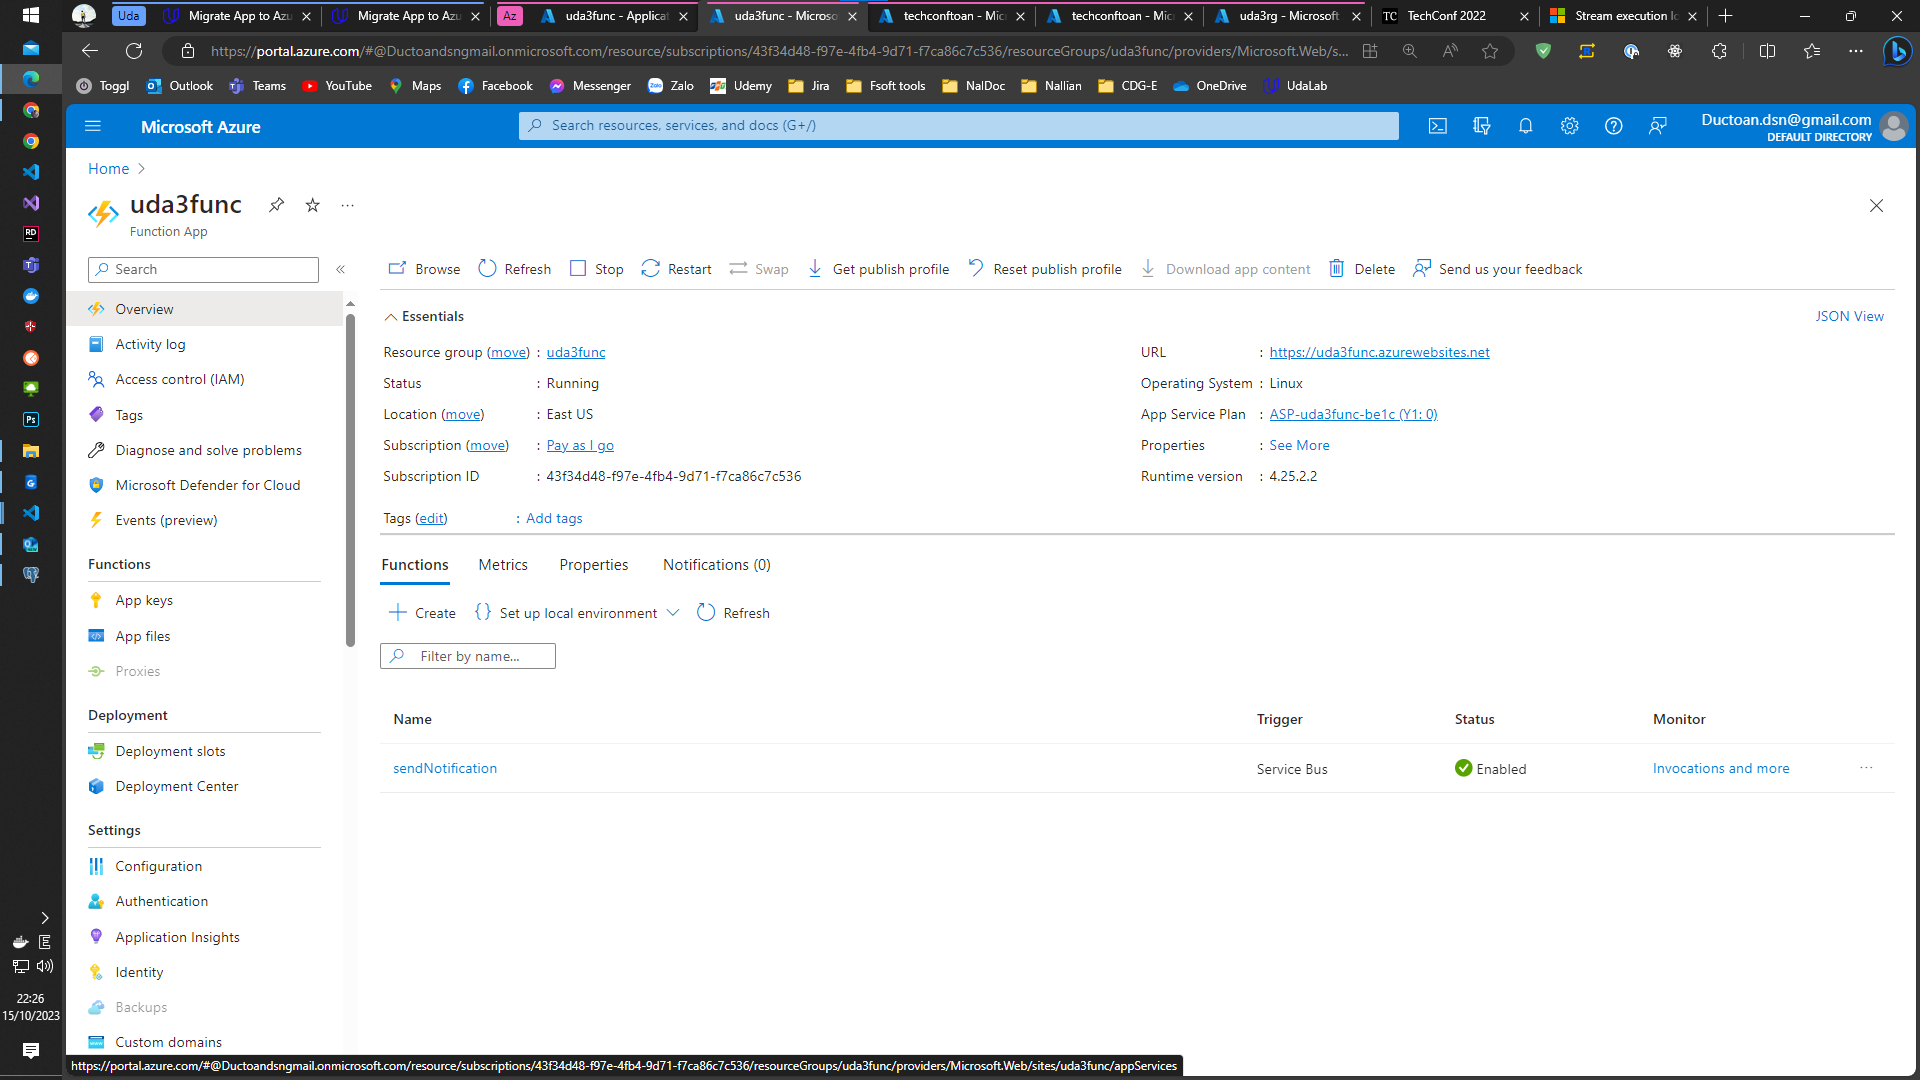 Uda
Migrate App to Azu
Migrate App to Azu
Az
uda3func - Applicat
uda3func - Microso
techconftoan - Mic
techconftoan - Mic
uda3rg - Microsoft
TC TechConf 2022
Stream execution lo
https://portal.azure.com/#@Ductoandsngmail.onmicrosoft.com/resource/subscriptions/43f34d48-f97e-4fb4-9d71-f7ca86c7c536/resourceGroups/uda3func/providers/Microsoft.Web/s...
Toggl
Outlook
Teams
YouTube
Maps
Facebook
Messenger
Zalo
Udemy
Jira
Fsoft tools
NalDoc
Nallian
CDG-E
OneDrive
UdaLab
Microsoft Azure
Search resources, services, and docs (G+/)
Ductoan.dsn@gmail.com
DEFAULT DIRECTORY
Home
uda3func
Function App
Search
Overview
Activity log
Access control (IAM)
Tags
Diagnose and solve problems
Microsoft Defender for Cloud
Events (preview)
Functions
App keys
App files
Proxies
Deployment
Deployment slots
Deployment Center
Settings
Configuration
Authentication
Application Insights
Identity
Backups
Custom domains
Browse
Refresh
Stop
Restart
Swap
Get publish profile
Reset publish profile
Download app content
Delete
Send us your feedback
Essentials
JSON View
Resource group (move) : uda3func
Status : Running
Location (move) : East US
Subscription (move) : Pay as I go
Subscription ID : 43f34d48-f97e-4fb4-9d71-f7ca86c7c536
URL : https://uda3func.azurewebsites.net
Operating System : Linux
App Service Plan : ASP-uda3func-be1c (Y1: 0)
Properties : See More
Runtime version : 4.25.2.2
Tags (edit) : Add tags
Functions
Metrics
Properties
Notifications (0)
Create
Set up local environment
Refresh
Filter by name...
Name Trigger Status Monitor
sendNotification Service Bus Enabled Invocations and more
RD
Ps
22:26
15/10/2023
https://portal.azure.com/#@Ductoandsngmail.onmicrosoft.com/resource/subscriptions/43f34d48-f97e-4fb4-9d71-f7ca86c7c536/resourceGroups/uda3func/providers/Microsoft.Web/sites/uda3func/appServices